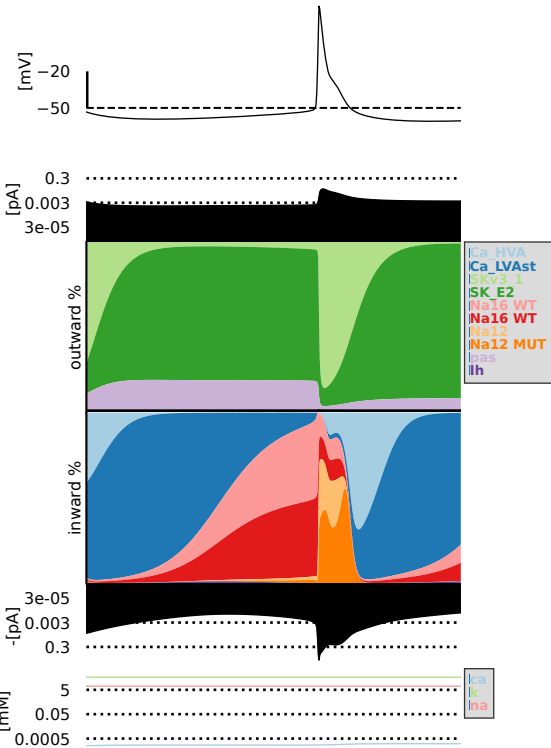 [mV]
−20
−50
[pA]
0.3
0.003
3e-05
outward %
Ca_HVA
Ca_LVAst
SKv3_1
SK_E2
Na16 WT
Na16 WT
Na12
Na12 MUT
pas
Ih
inward %
-[pA]
3e-05
0.003
0.3
[mM]
5
0.05
0.0005
ca
k
na